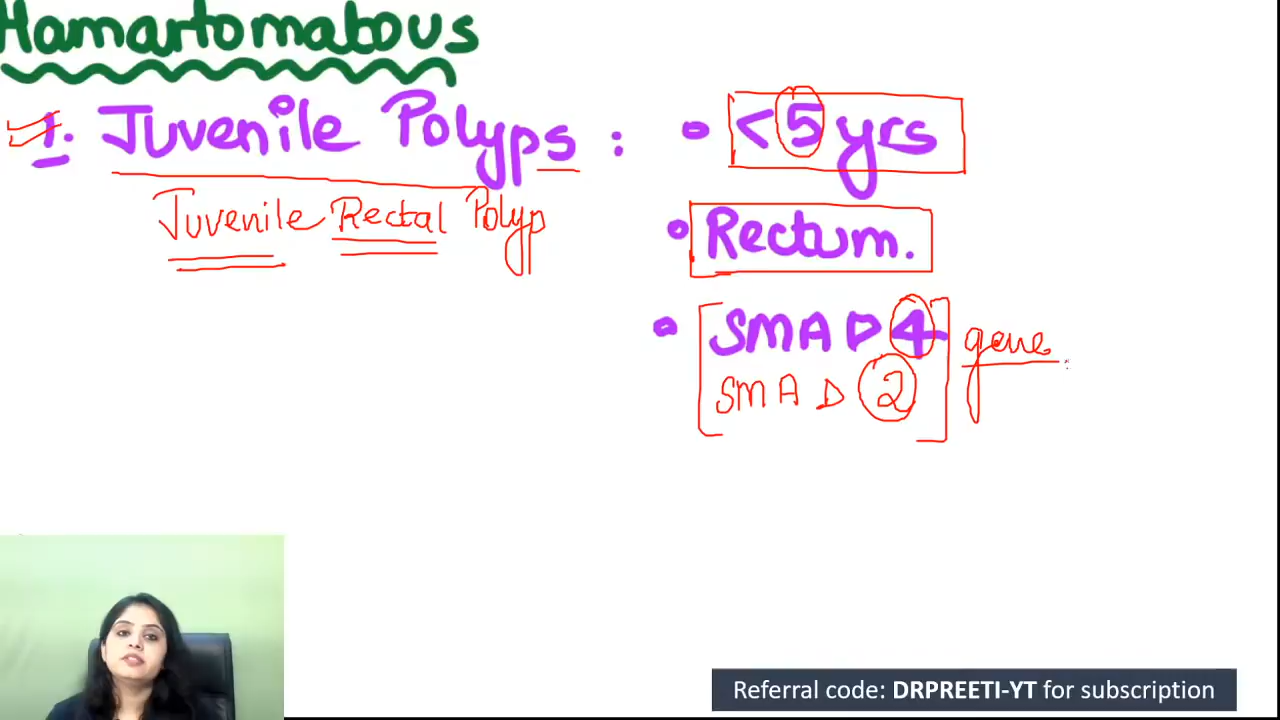 Hamartomatous
1. Juvenile Polyps : • <5 yrs
Juvenile Rectal Polyp
• Rectum.
• SMAD 4 gene
SMAD 2
Referral code: DRPREETI-YT for subscription